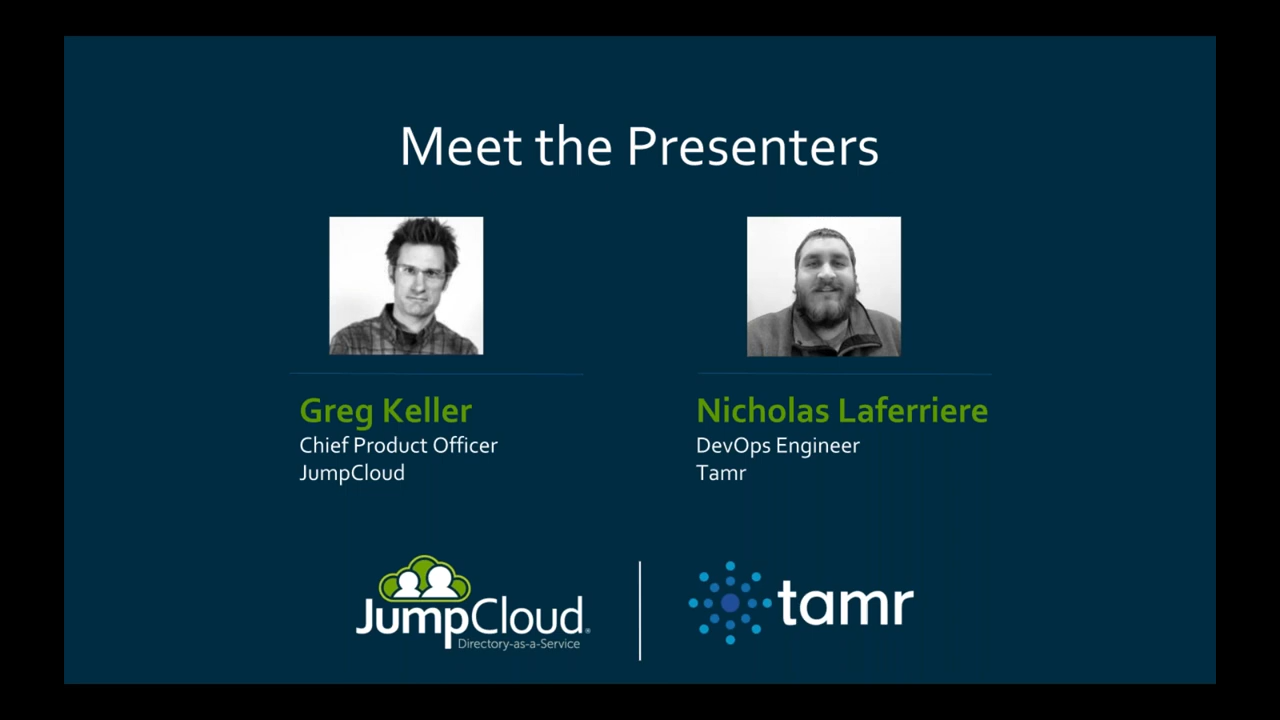 Meet the Presenters
Greg Keller
Chief Product Officer
JumpCloud
Nicholas Laferriere
DevOps Engineer
Tamr
JumpCloud®
Directory-as-a-Service
tamr